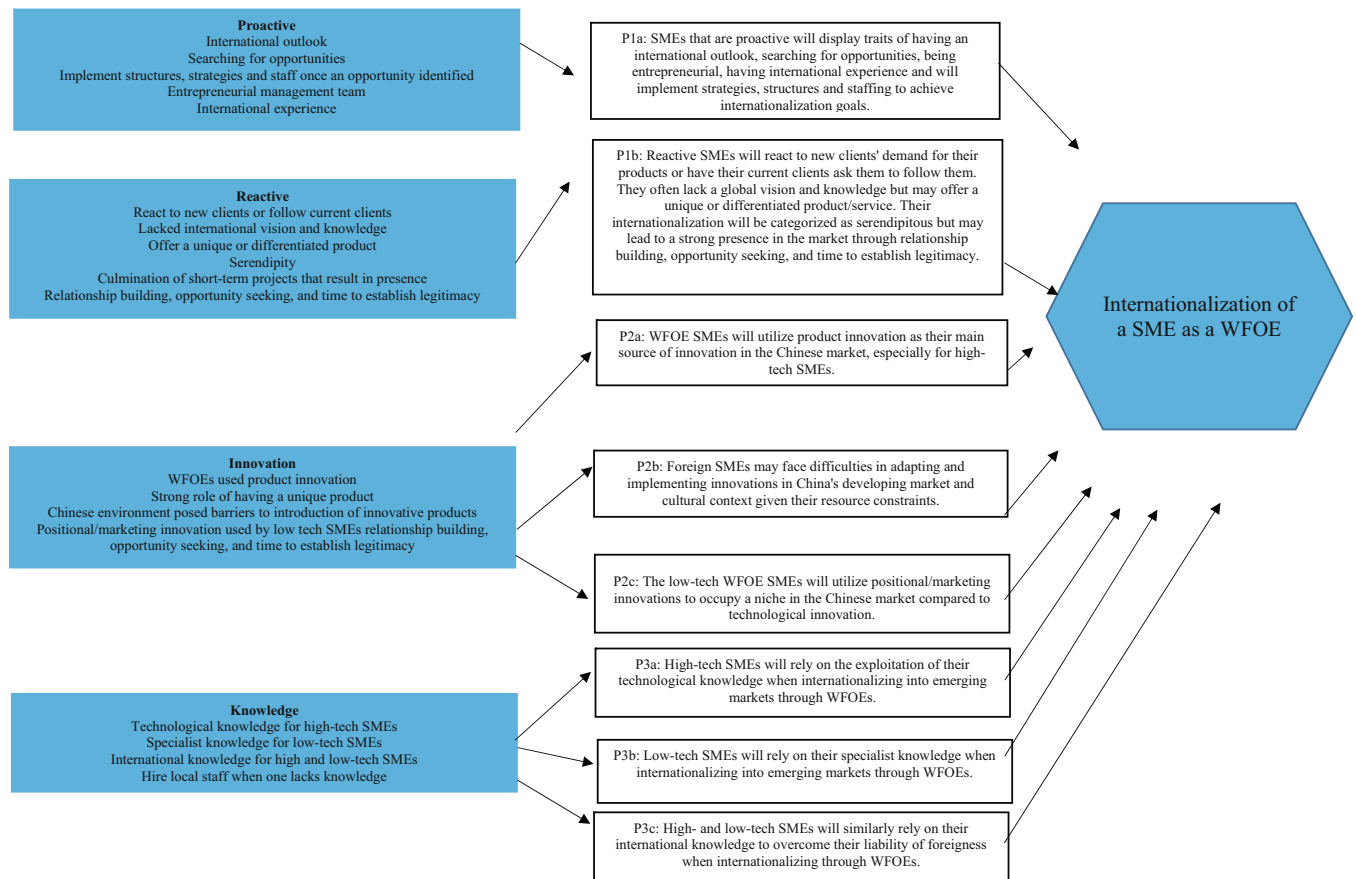 Proactive
International outlook
Searching for opportunities
Implement structures, strategies and staff once an opportunity identified
Entrepreneurial management team
International experience
P1a: SMEs that are proactive will display traits of having an
international outlook, searching for opportunities, being
entrepreneurial, having international experience and will
implement strategies, structures and staffing to achieve
internationalization goals.
Reactive
React to new clients or follow current clients
Lacked international vision and knowledge
Offer a unique or differentiated product
Serendipity
Culmination of short-term projects that result in presence
Relationship building, opportunity seeking, and time to establish legitimacy
P1b: Reactive SMEs will react to new clients' demand for their
products or have their current clients ask them to follow them.
They often lack a global vision and knowledge but may offer a
unique or differentiated product/service. Their
internationalization will be categorized as serendipitous but may
lead to a strong presence in the market through relationship
building, opportunity seeking, and time to establish legitimacy.
Internationalization of
a SME as a WFOE
P2a: WFOE SMEs will utilize product innovation as their main
source of innovation in the Chinese market, especially for high-
tech SMEs.
Innovation
WFOEs used product innovation
Strong role of having a unique product
Chinese environment posed barriers to introduction of innovative products
Positional/marketing innovation used by low tech SMEs relationship building,
opportunity seeking, and time to establish legitimacy
P2b: Foreign SMEs may face difficulties in adapting and
implementing innovations in China's developing market and
cultural context given their resource constraints.
P2c: The low-tech WFOE SMEs will utilize positional/marketing
innovations to occupy a niche in the Chinese market compared to
technological innovation.
Knowledge
Technological knowledge for high-tech SMEs
Specialist knowledge for low-tech SMEs
International knowledge for high and low-tech SMEs
Hire local staff when one lacks knowledge
P3a: High-tech SMEs will rely on the exploitation of their
technological knowledge when internationalizing into emerging
markets through WFOEs.
P3b: Low-tech SMEs will rely on their specialist knowledge when
internationalizing into emerging markets through WFOEs.
P3c: High- and low-tech SMEs will similarly rely on their
international knowledge to overcome their liability of foreigness
when internationalizing through WFOEs.